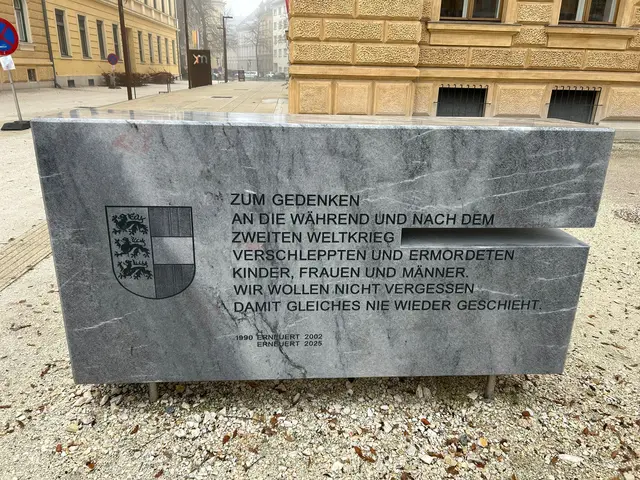 ZUM GEDENKEN
AN DIE WÄHREND UND NACH DEM
ZWEITEN WELTKRIEG
VERSCHLEPPTEN UND ERMORDETEN
KINDER, FRAUEN UND MÄNNER.
WIR WOLLEN NICHT VERGESSEN
DAMIT GLEICHES NIE WIEDER GESCHIEHT.
1990 ERNEUERT 2002
ERNEUERT 2025